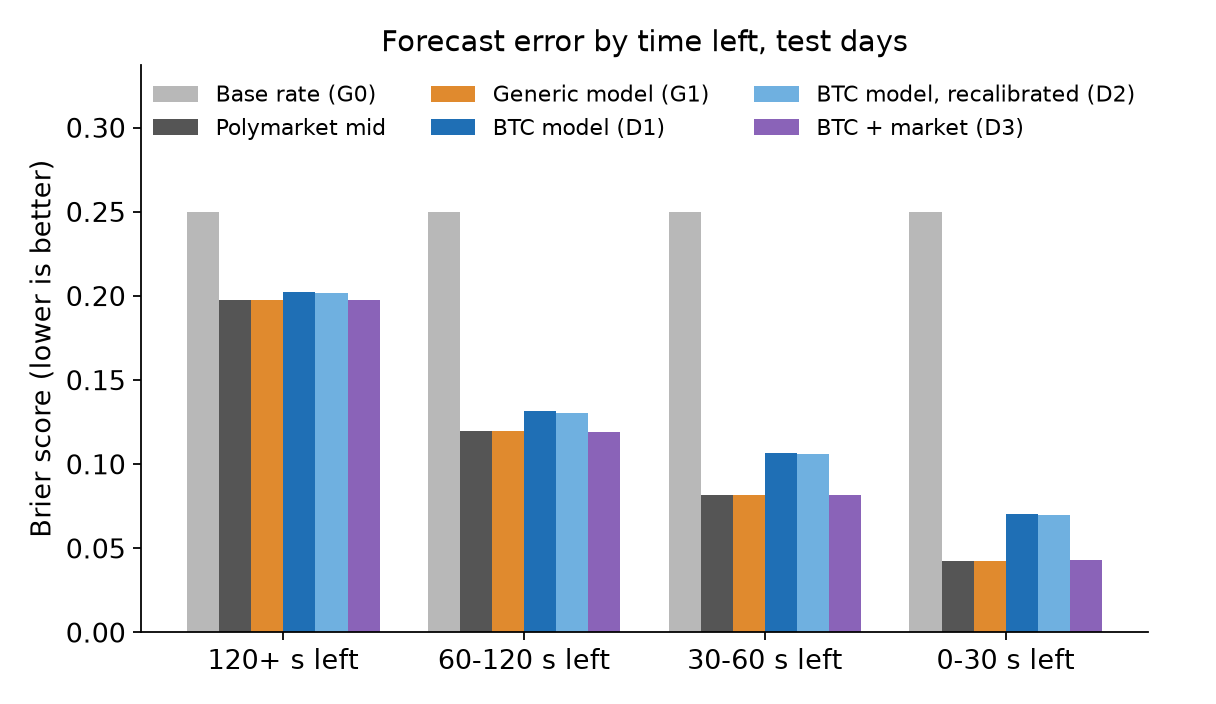 Forecast error by time left, test days
Base rate (G0)
Polymarket mid
Generic model (G1)
BTC model (D1)
BTC model, recalibrated (D2)
BTC + market (D3)
Brier score (lower is better)
0.30
0.25
0.20
0.15
0.10
0.05
0.00
120+ s left
60-120 s left
30-60 s left
0-30 s left